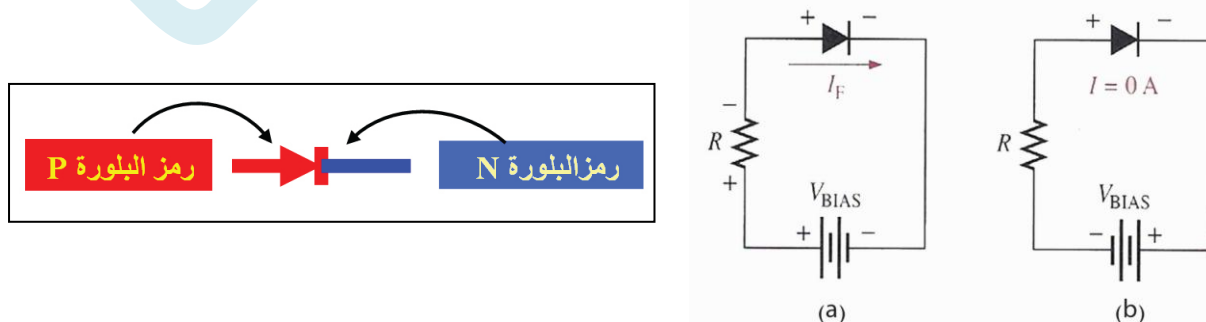 رمز البلورة P
رمزالبلورة N
+ -
I_F
-
R
+
V_BIAS
+ -
(a)
+ -
I = 0 A
R
V_BIAS
- +
(b)